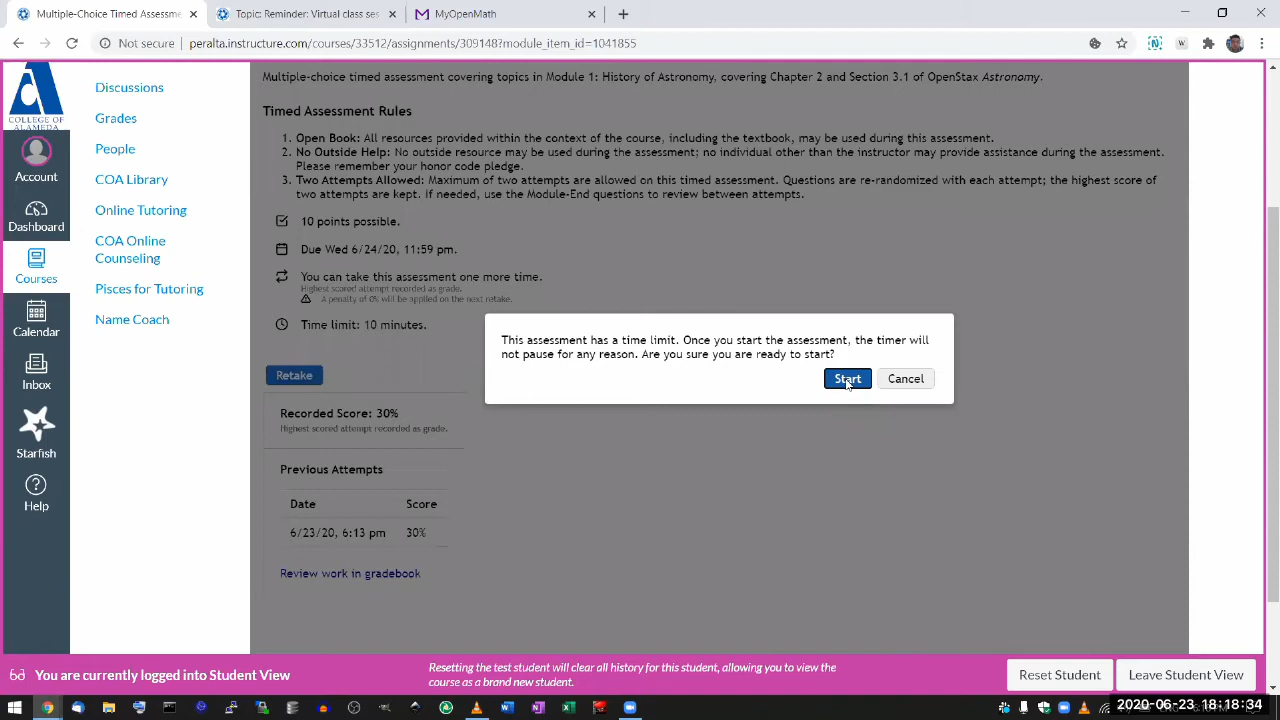 Multiple-Choice Timed Assessme
Topic: Reminder: Virtual class ses
MyOpenMath
Not secure
peralta.instructure.com/courses/33512/assignments/309148?module_item_id=1041855
COLLEGE OF
ALAMEDA
Account
Dashboard
Courses
Calendar
Inbox
Starfish
Help
Discussions
Grades
People
COA Library
Online Tutoring
COA Online
Counseling
Pisces for Tutoring
Name Coach
Multiple-choice timed assessment covering topics in Module 1: History of Astronomy, covering Chapter 2 and Section 3.1 of OpenStax Astronomy.
Timed Assessment Rules
1. Open Book: All resources provided within the context of the course, including the textbook, may be used during this assessment.
2. No Outside Help: No outside resource may be used during the assessment; no individual other than the instructor may provide assistance during the assessment.
Please remember your honor code pledge.
3. Two Attempts Allowed: Maximum of two attempts are allowed on this timed assessment. Questions are re-randomized with each attempt; the highest score of
two attempts are kept. If needed, use the Module-End questions to review between attempts.
10 points possible.
Due Wed 6/24/20, 11:59 pm.
You can take this assessment one more time.
Highest scored attempt recorded as grade.
A penalty of 0% will be applied on the next retake.
Time limit: 10 minutes.
This assessment has a time limit. Once you start the assessment, the timer will
not pause for any reason. Are you sure you are ready to start?
Start
Cancel
Retake
Recorded Score: 30%
Highest scored attempt recorded as grade.
Previous Attempts
Date Score
6/23/20, 6:13 pm 30%
Review work in gradebook
You are currently logged into Student View
Resetting the test student will clear all history for this student, allowing you to view the
course as a brand new student.
Reset Student
Leave Student View
2020-06-23 18:18:34